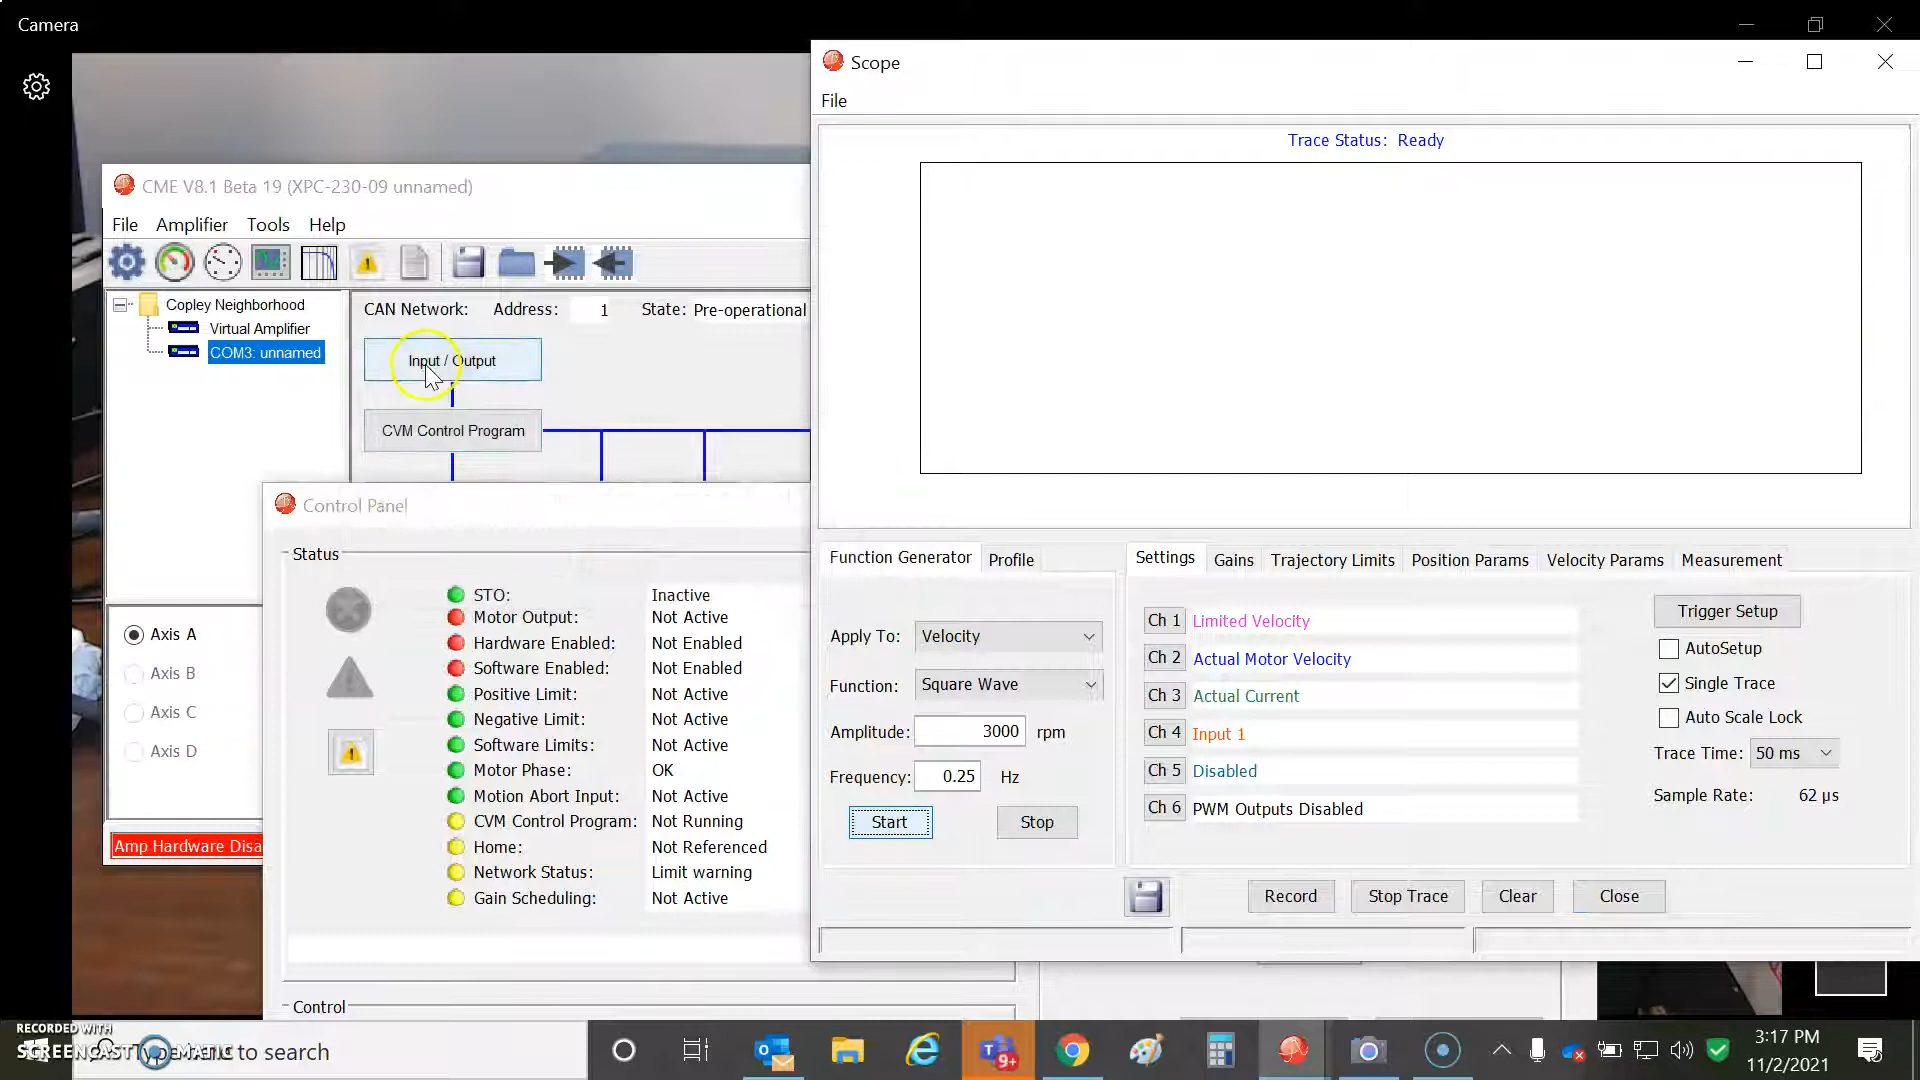 Camera
Scope
File
Trace Status: Ready
CME V8.1 Beta 19 (XPC-230-09 unnamed)
File Amplifier Tools Help
Copley Neighborhood
Virtual Amplifier
COM3: unnamed
CAN Network: Address: 1 State: Pre-operational
Input / Output
CVM Control Program
Control Panel
Status
STO: Inactive
Motor Output: Not Active
Hardware Enabled: Not Enabled
Software Enabled: Not Enabled
Positive Limit: Not Active
Negative Limit: Not Active
Software Limits: Not Active
Motor Phase: OK
Motion Abort Input: Not Active
CVM Control Program: Not Running
Home: Not Referenced
Network Status: Limit warning
Gain Scheduling: Not Active
Control
Axis A
Axis B
Axis C
Axis D
Amp Hardware Disa
Function Generator Profile
Apply To: Velocity
Function: Square Wave
Amplitude: 3000 rpm
Frequency: 0.25 Hz
Start Stop
Settings Gains Trajectory Limits Position Params Velocity Params Measurement
Ch 1 Limited Velocity
Ch 2 Actual Motor Velocity
Ch 3 Actual Current
Ch 4 Input 1
Ch 5 Disabled
Ch 6 PWM Outputs Disabled
Trigger Setup
AutoSetup
Single Trace
Auto Scale Lock
Trace Time: 50 ms
Sample Rate: 62 µs
Record Stop Trace Clear Close
RECORDED WITH
SCREENCAST MATIC
Type here to search
9+
3:17 PM
11/2/2021